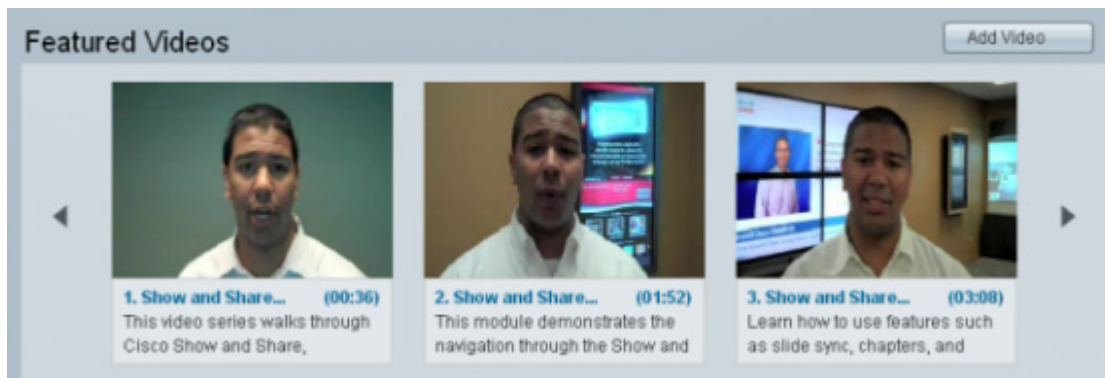 Featured Videos
Add Video
1. Show and Share... (00:36)
This video series walks through
Cisco Show and Share,
2. Show and Share... (01:52)
This module demonstrates the
navigation through the Show and
3. Show and Share... (03:08)
Learn how to use features such
as slide sync, chapters, and